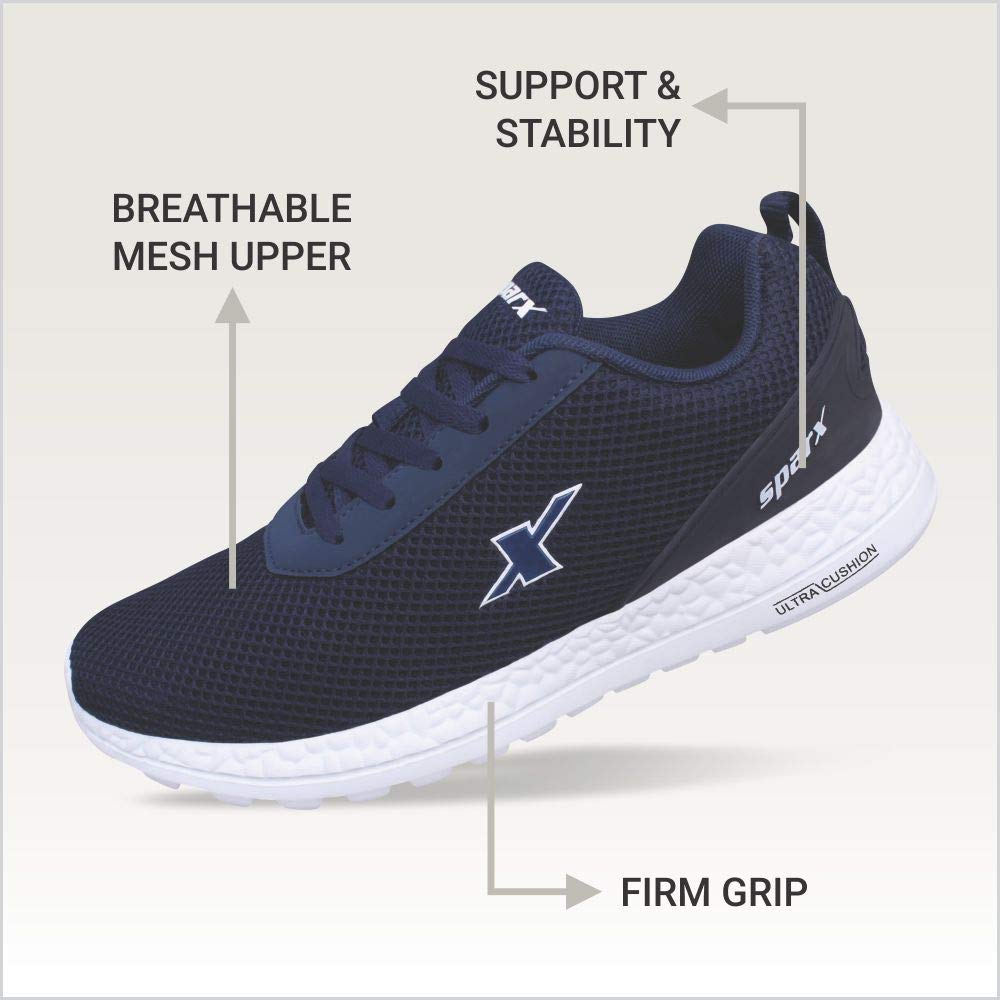 SUPPORT &
STABILITY
BREATHABLE
MESH UPPER
sparx
sparx
ULTRA CUSHION
FIRM GRIP